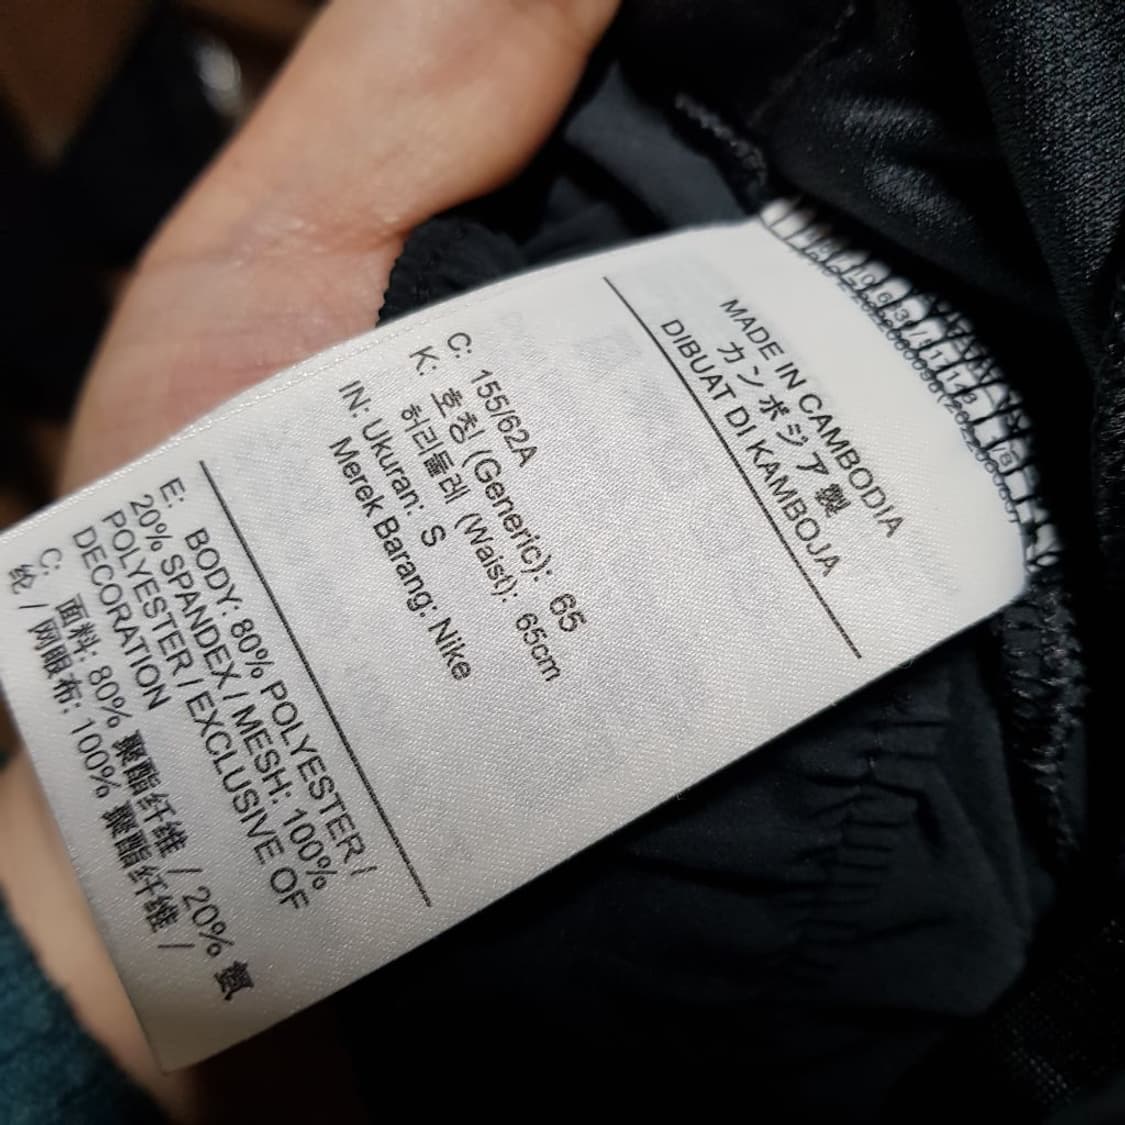 MADE IN CAMBODIA
カンボジア製
DIBUAT DI KAMBOJA
C: 155/62A
K: 호칭 (Generic): 65
허리둘레 (Waist): 65cm
IN: Ukuran: S
Merek Barang: Nike
E: BODY: 80% POLYESTER /
20% SPANDEX / MESH: 100%
POLYESTER / EXCLUSIVE OF
DECORATION
C: 面料: 80% 聚酯纤维 / 20% 氨
纶 / 网眼布: 100% 聚酯纤维 /